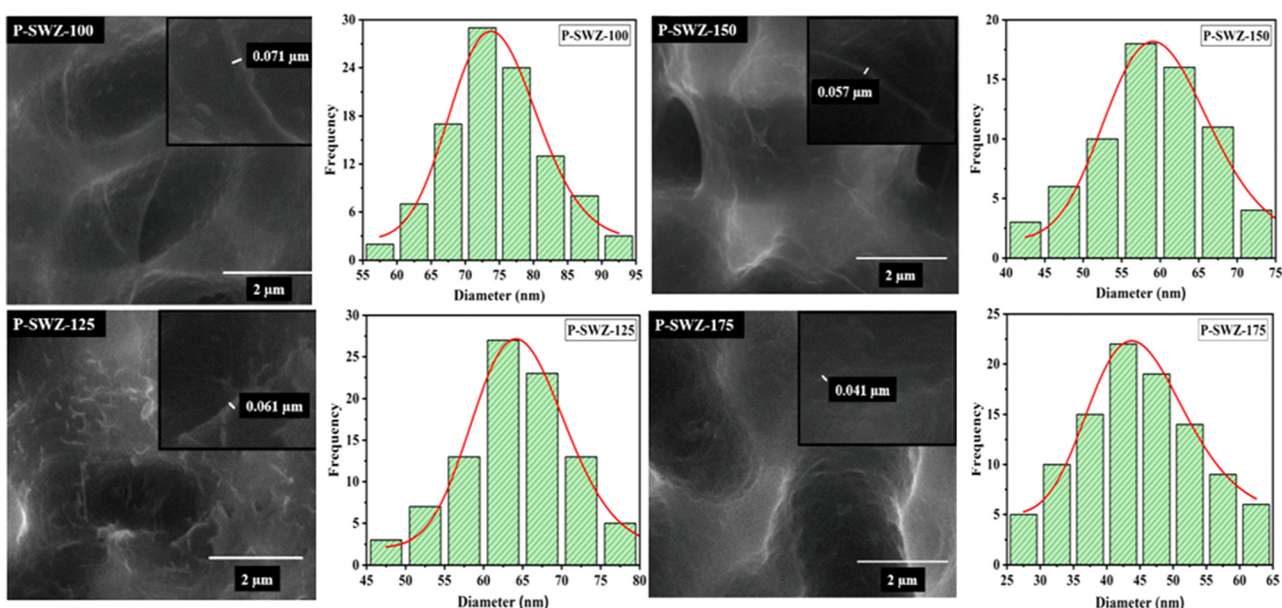 P-SWZ-100
0.071 µm
2 µm
30
24
18
12
6
0
Frequency
P-SWZ-100
55 60 65 70 75 80 85 90 95
Diameter (nm)
P-SWZ-150
0.057 µm
2 µm
20
15
10
5
0
Frequency
P-SWZ-150
40 45 50 55 60 65 70 75
Diameter (nm)
P-SWZ-125
0.061 µm
2 µm
30
25
20
15
10
5
0
Frequency
P-SWZ-125
45 50 55 60 65 70 75 80
Diameter (nm)
P-SWZ-175
0.041 µm
2 µm
25
20
15
10
5
0
Frequency
P-SWZ-175
25 30 35 40 45 50 55 60 65
Diameter (nm)